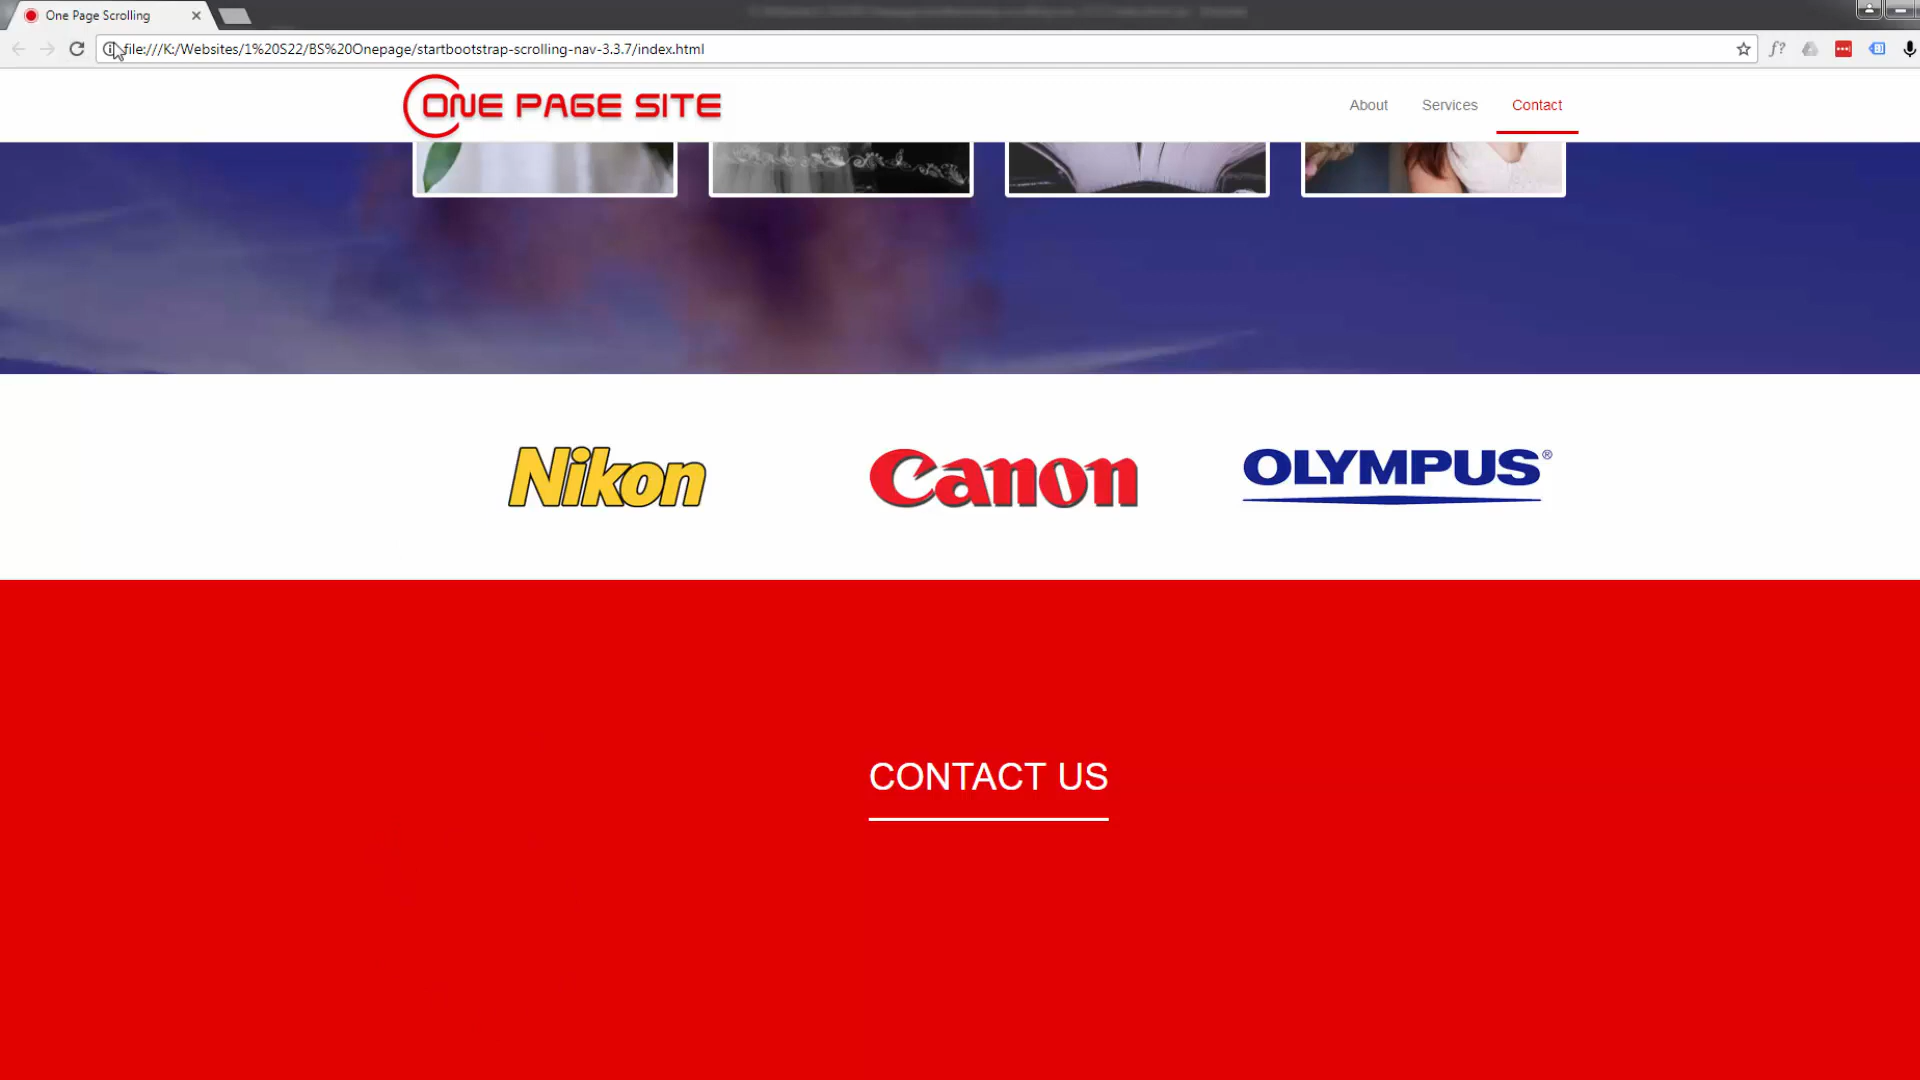 One Page Scrolling
file:///K:/Websites/1%20S22/BS%20Onepage/startbootstrap-scrolling-nav-3.3.7/index.html
f?
ONE PAGE SITE
About
Services
Contact
Nikon
Canon
OLYMPUS®
CONTACT US